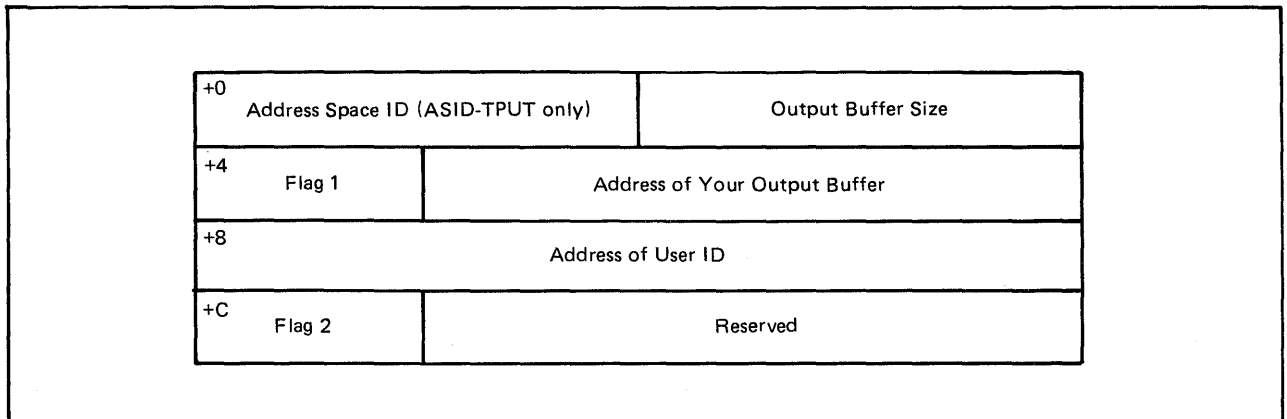 +0
Address Space ID (ASID-TPUT only)
Output Buffer Size
+4
Flag 1
Address of Your Output Buffer
+8
Address of User ID
+C
Flag 2
Reserved